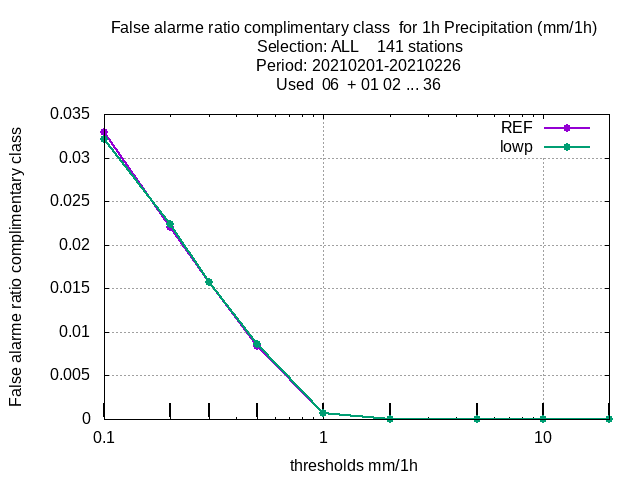 False alarme ratio complimentary class  for 1h Precipitation (mm/1h)
Selection: ALL    141 stations
Period: 20210201-20210226
Used  06  + 01 02 ... 36
REF
lowp
False alarme ratio complimentary class
0.035
0.03
0.025
0.02
0.015
0.01
0.005
0
0.1
1
10
thresholds mm/1h